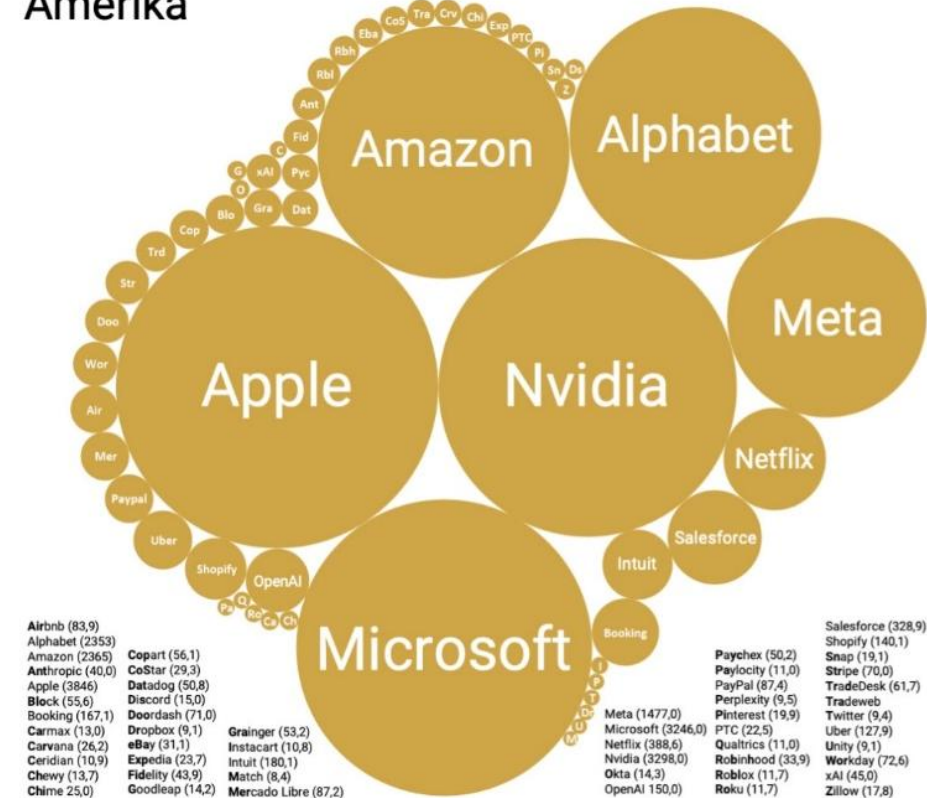 Amerika
CoS
Tra
Crv
Chi
Exp
PTC
Pi
Sn
Ds
Z
Eba
Rbh
Rbl
Ant
Fid
C
G
xAI
Pyc
O
Blo
Gra
Dat
Cop
Trd
Str
Doo
Wor
Air
Mer
Paypal
Uber
Shopify
OpenAI
Pa
Q
Ro
Ca
Ch
Amazon
Alphabet
Meta
Apple
Nvidia
Netflix
Salesforce
Intuit
Booking
Microsoft
I
P
T
D
U
M
Airbnb (83,9)
Alphabet (2353)
Amazon (2365)
Anthropic (40,0)
Apple (3846)
Block (55,6)
Booking (167,1)
Carmax (13,0)
Carvana (26,2)
Ceridian (10,9)
Chewy (13,7)
Chime 25,0)
Copart (56,1)
CoStar (29,3)
Datadog (50,8)
Discord (15,0)
Doordash (71,0)
Dropbox (9,1)
eBay (31,1)
Expedia (23,7)
Fidelity (43,9)
Goodleap (14,2)
Grainger (53,2)
Instacart (10,8)
Intuit (180,1)
Match (8,4)
Mercado Libre (87,2)
Meta (1477,0)
Microsoft (3246,0)
Netflix (388,6)
Nvidia (3298,0)
Okta (14,3)
OpenAI 150,0)
Paychex (50,2)
Paylocity (11,0)
PayPal (87,4)
Perplexity (9,5)
Pinterest (19,9)
PTC (22,5)
Qualtrics (11,0)
Robinhood (33,9)
Roblox (11,7)
Roku (11,7)
Salesforce (328,9)
Shopify (140,1)
Snap (19,1)
Stripe (70,0)
TradeDesk (61,7)
Tradeweb
Twitter (9,4)
Uber (127,9)
Unity (9,1)
Workday (72,6)
xAI (45,0)
Zillow (17,8)